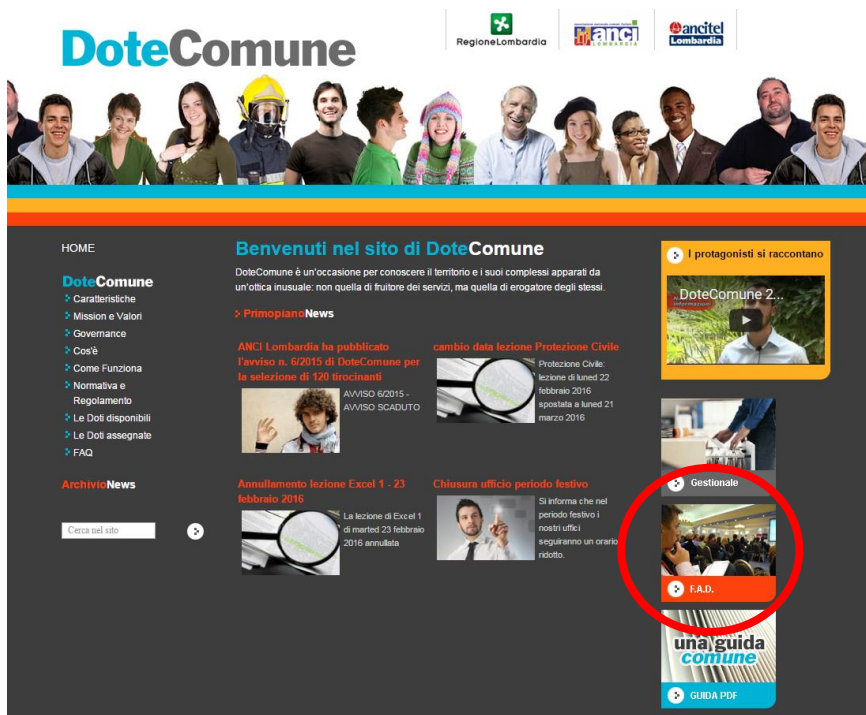 DoteComune
RegioneLombardia
anci
LOMBARDIA
ancitel
Lombardia
HOME
DoteComune
Caratteristiche
Mission e Valori
Governance
Cos'è
Come Funziona
Normativa e
Regolamento
Le Doti disponibili
Le Doti assegnate
FAQ
ArchivioNews
Cerca nel sito
Benvenuti nel sito di DoteComune
DoteComune è un'occasione per conoscere il territorio e i suoi complessi apparati da
un'ottica inusuale: non quella di fruitore dei servizi, ma quella di erogatore degli stessi.
PrimopianoNews
ANCI Lombardia ha pubblicato
l'avviso n. 6/2015 di DoteComune per
la selezione di 120 tirocinanti
AVVISO 6/2015 -
AVVISO SCADUTO
cambio data lezione Protezione Civile
Protezione Civile:
lezione di luned 22
febbraio 2016
spostata a luned 21
marzo 2016
Annullamento lezione Excel 1 - 23
febbraio 2016
La lezione di Excel 1
di marted 23 febbraio
2016 annullata
Chiusura ufficio periodo festivo
Si informa che nel
periodo festivo i
nostri uffici
seguiranno un orario
ridotto.
I protagonisti si raccontano
DoteComune 2...
informazioni
Gestionale
F.A.D.
una guida
comune
GUIDA PDF